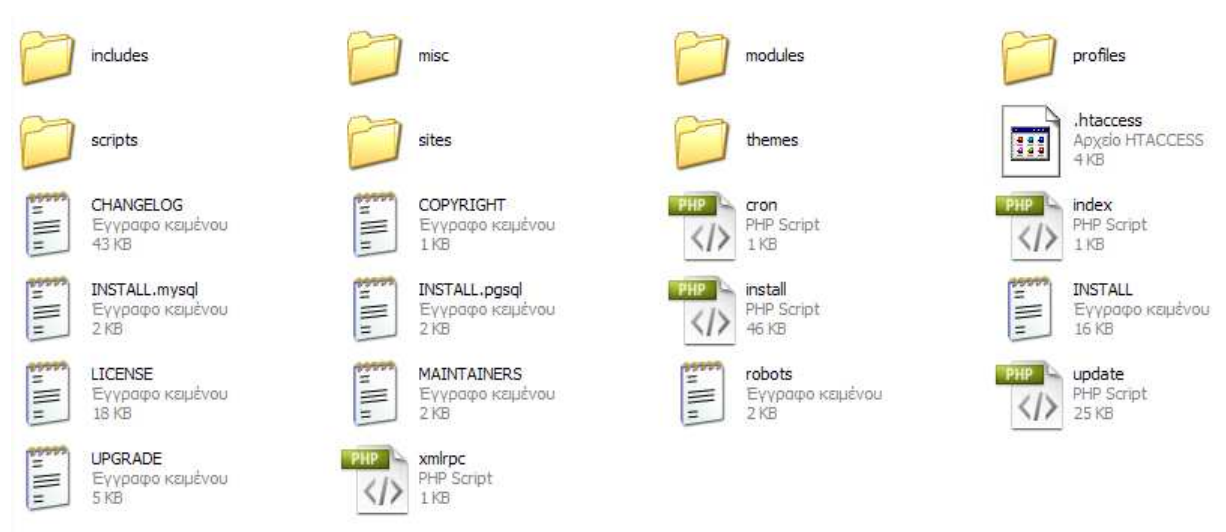 includes
misc
modules
profiles
scripts
sites
themes
.htaccess
Αρχείο HTACCESS
4 KB
CHANGELOG
Έγγραφο κειμένου
43 KB
COPYRIGHT
Έγγραφο κειμένου
1 KB
PHP
cron
PHP Script
1 KB
PHP
index
PHP Script
1 KB
INSTALL.mysql
Έγγραφο κειμένου
2 KB
INSTALL.pgsql
Έγγραφο κειμένου
2 KB
PHP
install
PHP Script
46 KB
INSTALL
Έγγραφο κειμένου
16 KB
LICENSE
Έγγραφο κειμένου
18 KB
MAINTAINERS
Έγγραφο κειμένου
2 KB
robots
Έγγραφο κειμένου
2 KB
PHP
update
PHP Script
25 KB
UPGRADE
Έγγραφο κειμένου
5 KB
PHP
xmlrpc
PHP Script
1 KB